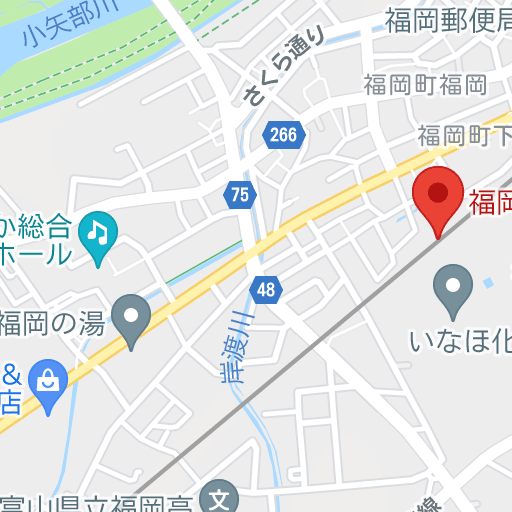 小矢部川
福岡郵便局
さくら通り
福岡町福岡
266
福岡町下
75
福岡
か総合
ホール
48
福岡の湯
岸渡川
いなほ化
&
店
富山県立福岡高
文
線